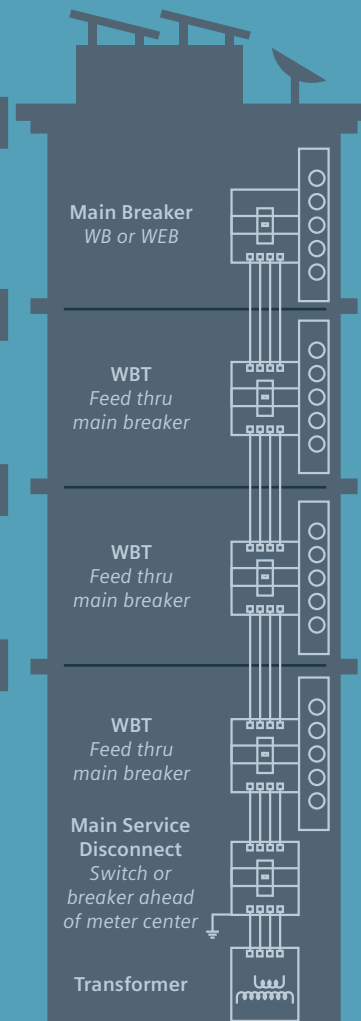 Main Breaker
WB or WEB
WBT
Feed thru
main breaker
WBT
Feed thru
main breaker
WBT
Feed thru
main breaker
Main Service
Disconnect
Switch or
breaker ahead
of meter center
Transformer